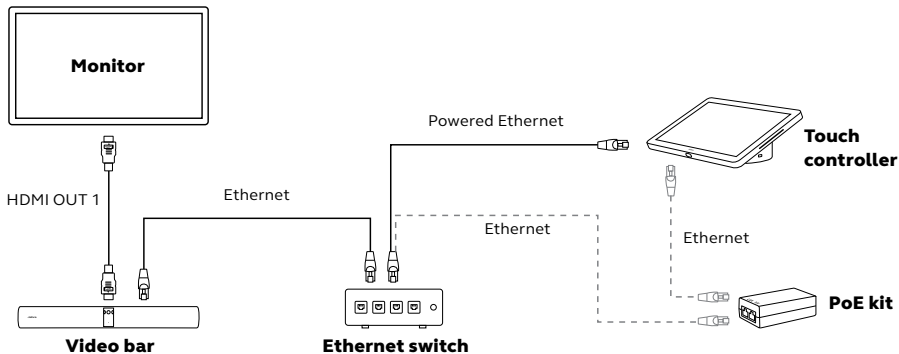 Monitor
Powered Ethernet
Touch
controller
HDMI OUT 1
Ethernet
Ethernet
Ethernet
PoE kit
Video bar
Ethernet switch